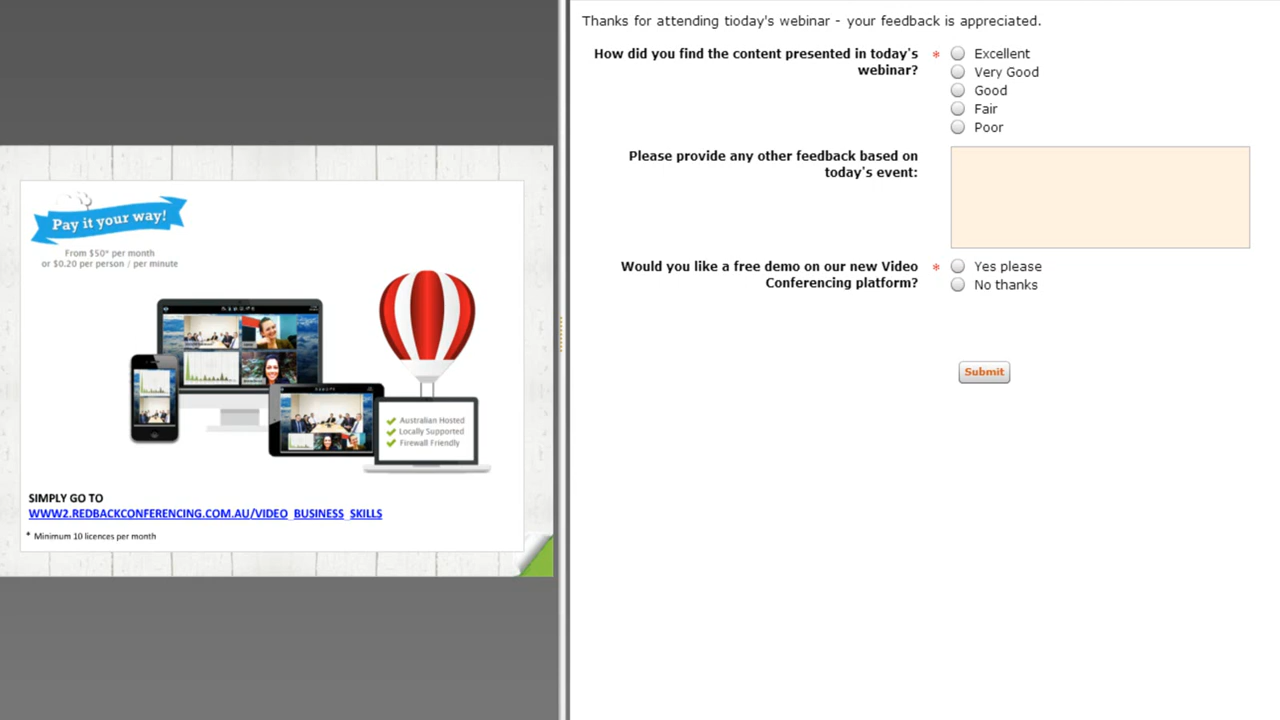 Pay it your way!
From $50* per month
or $0.20 per person / per minute
Australian Hosted
Locally Supported
Firewall Friendly
SIMPLY GO TO
WWW2.REDBACKCONFERENCING.COM.AU/VIDEO_BUSINESS_SKILLS
* Minimum 10 licences per month
Thanks for attending tioday's webinar - your feedback is appreciated.
How did you find the content presented in today's
webinar?
*
Excellent
Very Good
Good
Fair
Poor
Please provide any other feedback based on
today's event:
Would you like a free demo on our new Video
Conferencing platform?
*
Yes please
No thanks
Submit